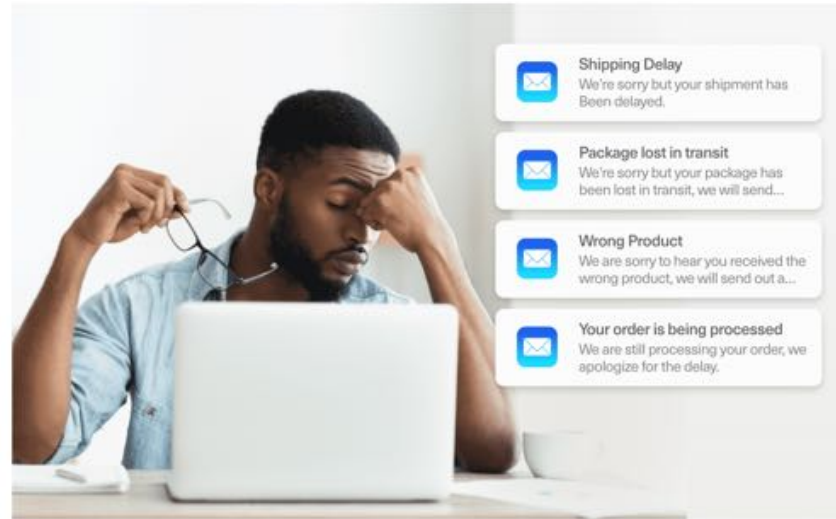 Shipping Delay
We're sorry but your shipment has
Been delayed.
Package lost in transit
We're sorry but your package has
been lost in transit, we will send...
Wrong Product
We are sorry to hear you received the
wrong product, we will send out a...
Your order is being processed
We are still processing your order, we
apologize for the delay.